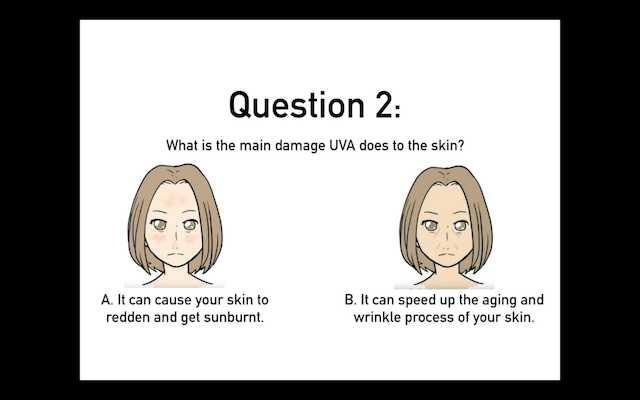 Question 2:
What is the main damage UVA does to the skin?
A. It can cause your skin to
redden and get sunburnt.
B. It can speed up the aging and
wrinkle process of your skin.